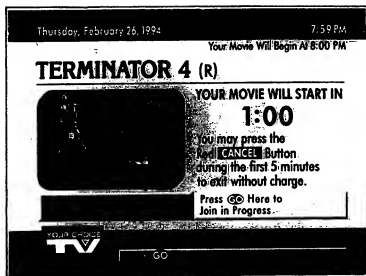 Thursday, February 26, 1994 7:59 PM
Your Movie Will Begin At 8:00 PM
TERMINATOR 4 (R)
YOUR MOVIE WILL START IN
1:00
You may press the
Red CANCEL Button
during the first 5 minutes
to exit without charge.
Press GO Here to
Join in Progress
YOUR CHOICE
TV
GO